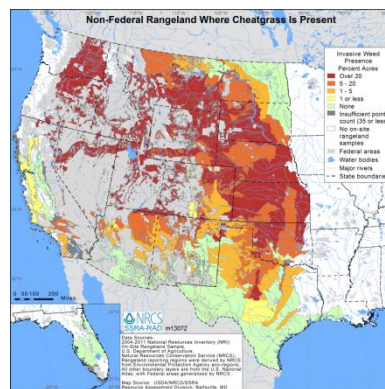 Non-Federal Rangeland Where Cheatgrass Is Present
Invasive Weed
Presence
Percent Acres
Over 20
5 - 20
1 - 5
1 or less
None
Insufficient point
count (35 or less)
No on-site
rangeland
samples
Federal areas
Water bodies
Major rivers
State boundaries
0 50 100 200
Miles
NRCS
SSRA-RAD m13072
Data Sources:
2004-2011 National Resources Inventory (NRI)
On-Site Rangeland Sample,
U.S. Department of Agriculture,
Natural Resources Conservation Service (NRCS).
Rangeland reporting regions were derived by NRCS
from Environmental Protection Agency eco-regions.
All other boundary layers are from the U.S. National
Atlas, with Federal areas generalized by NRCS.
Map Source: USDA/NRCS/SSRA
Resource Assessment Division, Beltsville, MD